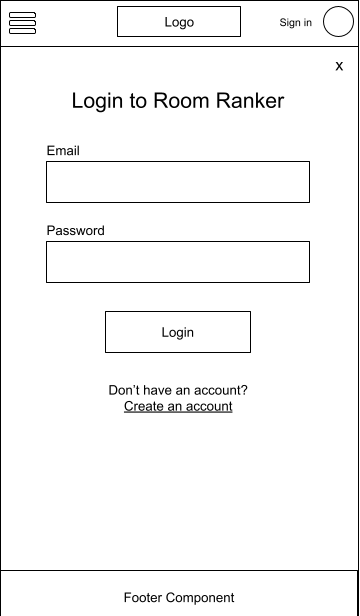 Logo
Sign in
x
Login to Room Ranker
Email
Password
Login
Don't have an account?
Create an account
Footer Component